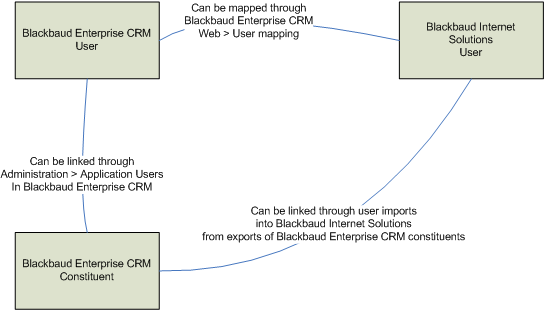 Can be mapped through
Blackbaud Enterprise CRM
Web > User mapping
Blackbaud Enterprise CRM
User
Blackbaud Internet
Solutions
User
Can be linked through
Administration > Application Users
In Blackbaud Enterprise CRM
Can be linked through user imports
into Blackbaud Internet Solutions
from exports of Blackbaud Enterprise CRM constituents
Blackbaud Enterprise CRM
Constituent